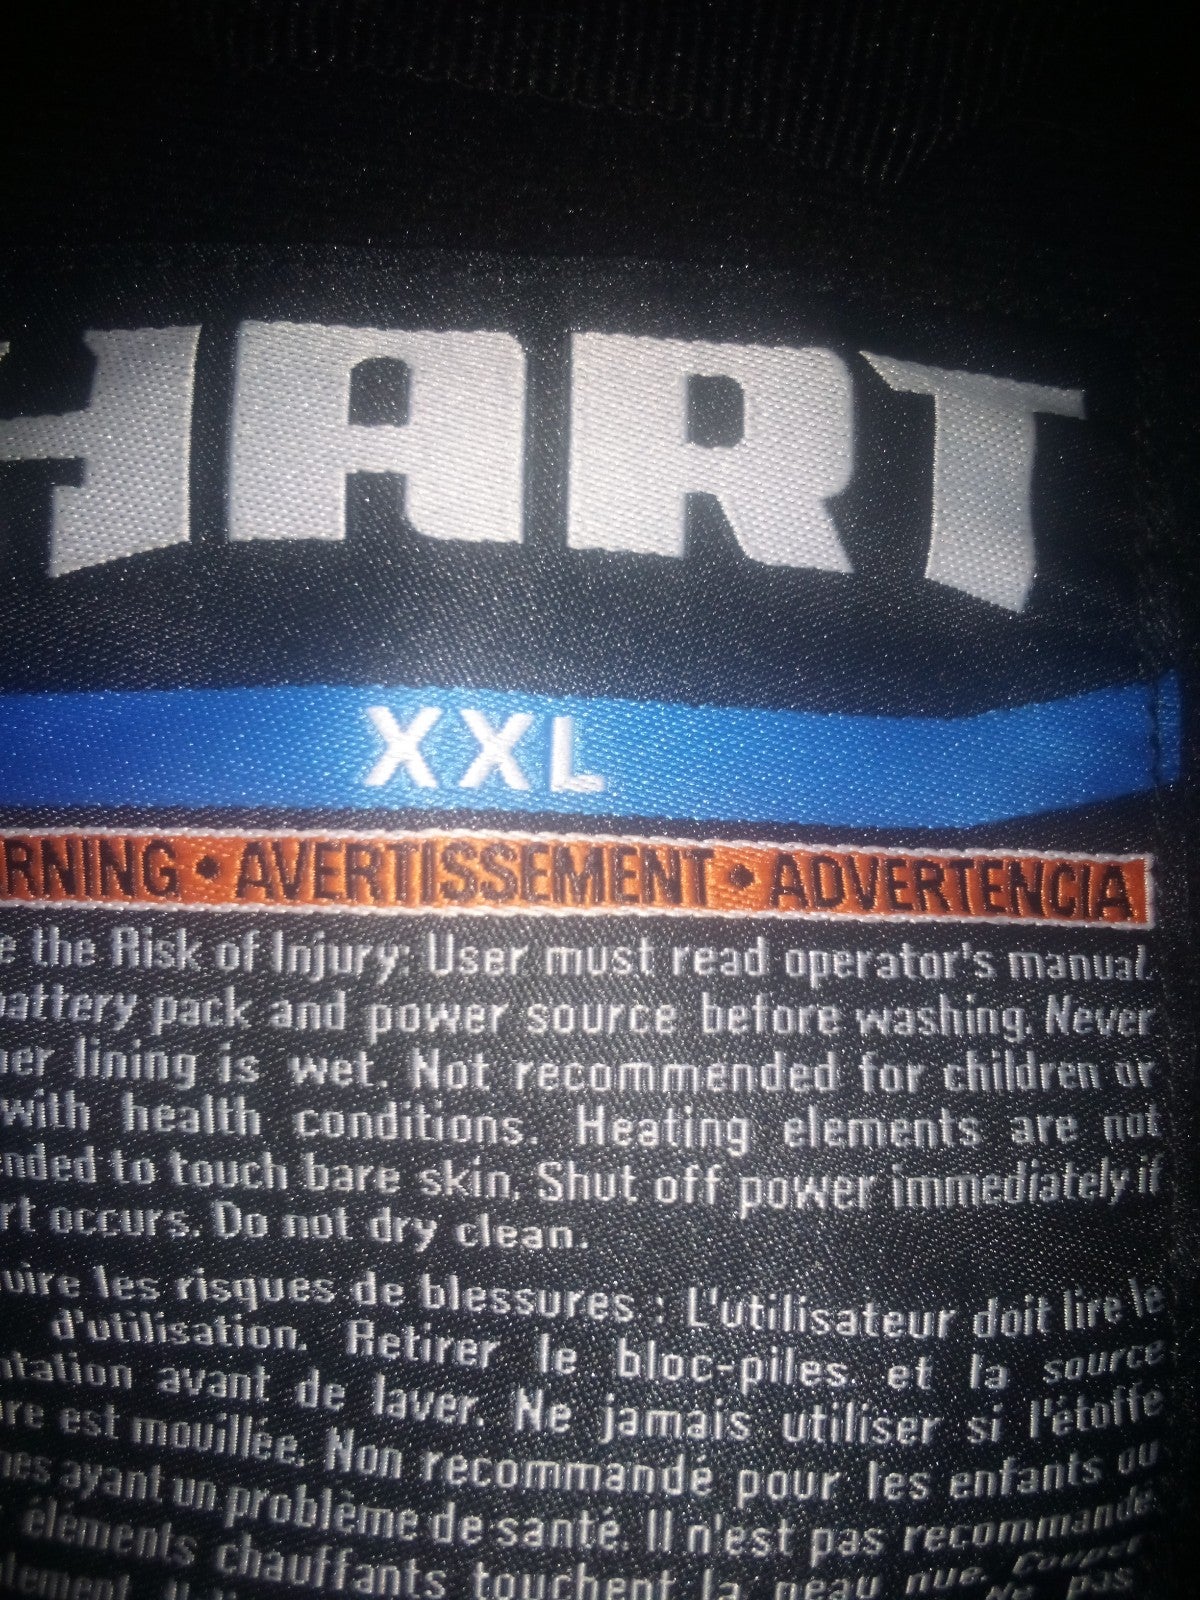 HART
XXL
RNING • AVERTISSEMENT • ADVERTENCIA
e the Risk of Injury: User must read operator's manual.
battery pack and power source before washing. Never
er lining is wet. Not recommended for children or
with health conditions. Heating elements are not
nded to touch bare skin. Shut off power immediately if
rt occurs. Do not dry clean.
uire les risques de blessures : L'utilisateur doit lire le
d'utilisation. Retirer le bloc-piles et la source
ntation avant de laver. Ne jamais utiliser si l'étoffe
re est mouillée. Non recommandé pour les enfants ou
nes ayant un problème de santé. Il n'est pas recommandé
éléments chauffants touchent la peau nue. Couper
pas